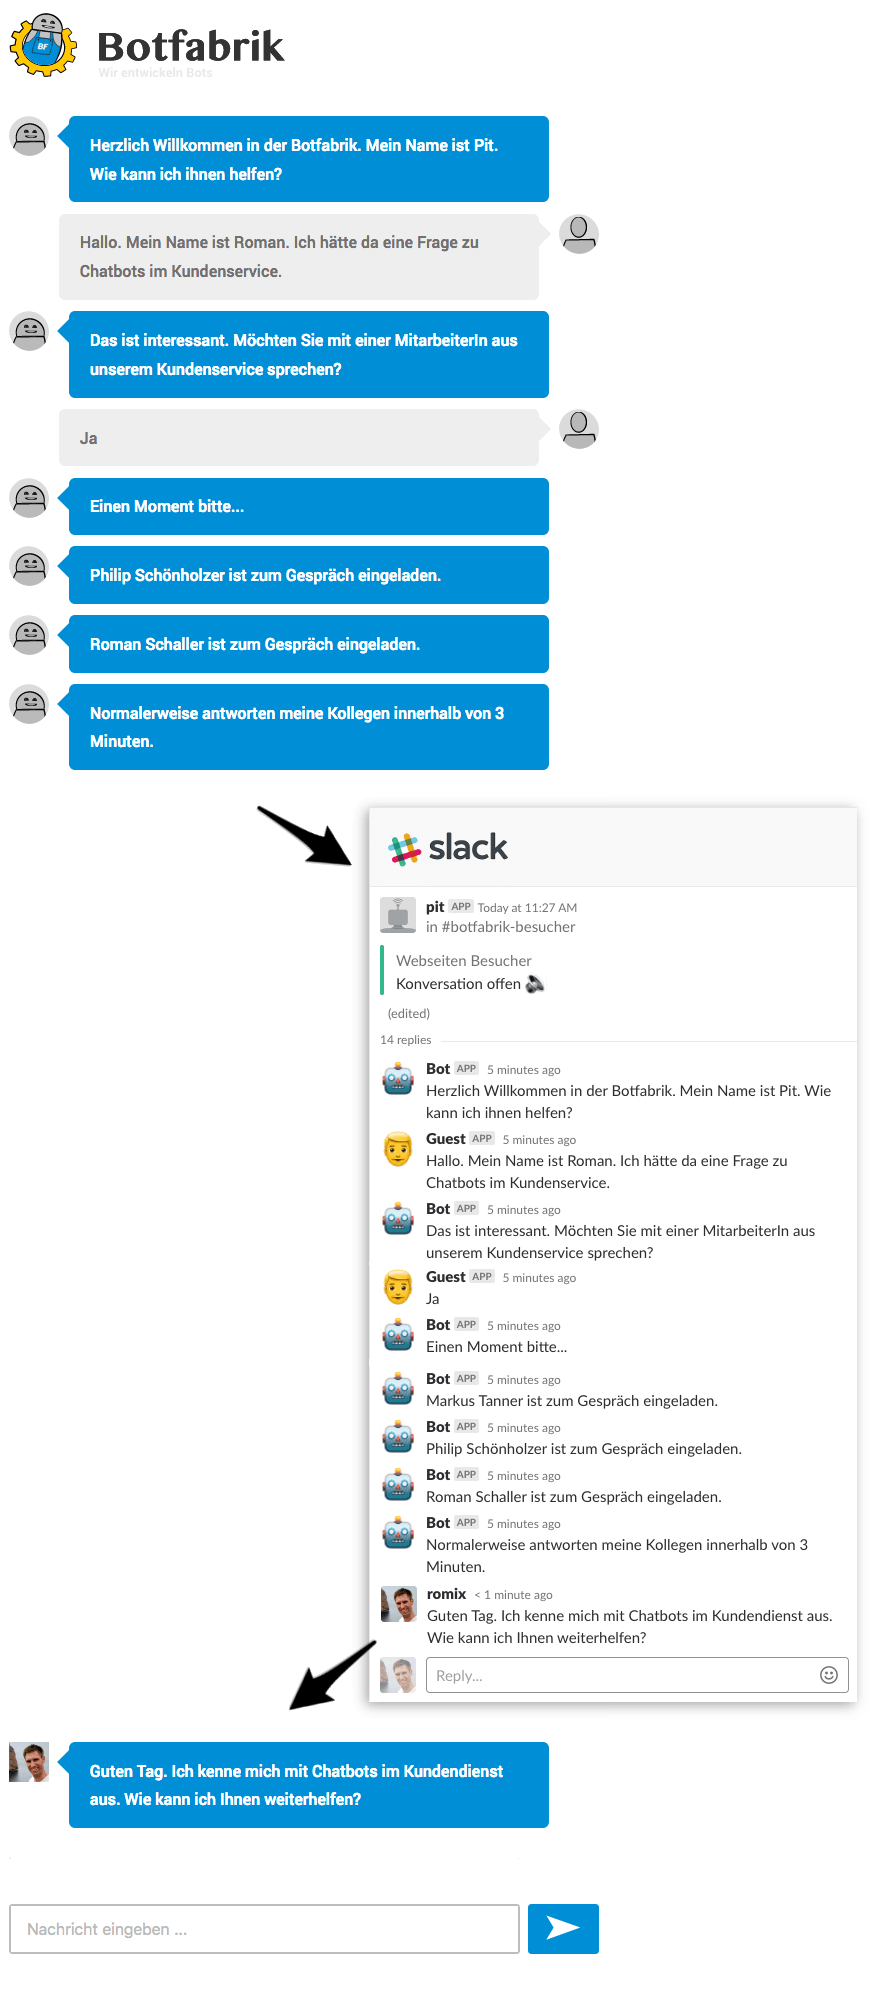 BF
Botfabrik
Wir entwickeln Bots
Herzlich Willkommen in der Botfabrik. Mein Name ist Pit.
Wie kann ich ihnen helfen?
Hallo. Mein Name ist Roman. Ich hätte da eine Frage zu
Chatbots im Kundenservice.
Das ist interessant. Möchten Sie mit einer MitarbeiterIn aus
unserem Kundenservice sprechen?
Ja
Einen Moment bitte...
Philip Schönholzer ist zum Gespräch eingeladen.
Roman Schaller ist zum Gespräch eingeladen.
Normalerweise antworten meine Kollegen innerhalb von 3
Minuten.
slack
pit APP Today at 11:27 AM
in #botfabrik-besucher
Webseiten Besucher
Konversation offen
(edited)
14 replies
Bot APP 5 minutes ago
Herzlich Willkommen in der Botfabrik. Mein Name ist Pit. Wie
kann ich ihnen helfen?
Guest APP 5 minutes ago
Hallo. Mein Name ist Roman. Ich hätte da eine Frage zu
Chatbots im Kundenservice.
Bot APP 5 minutes ago
Das ist interessant. Möchten Sie mit einer MitarbeiterIn aus
unserem Kundenservice sprechen?
Guest APP 5 minutes ago
Ja
Bot APP 5 minutes ago
Einen Moment bitte...
Bot APP 5 minutes ago
Markus Tanner ist zum Gespräch eingeladen.
Bot APP 5 minutes ago
Philip Schönholzer ist zum Gespräch eingeladen.
Bot APP 5 minutes ago
Roman Schaller ist zum Gespräch eingeladen.
Bot APP 5 minutes ago
Normalerweise antworten meine Kollegen innerhalb von 3
Minuten.
romix < 1 minute ago
Guten Tag. Ich kenne mich mit Chatbots im Kundendienst aus.
Wie kann ich Ihnen weiterhelfen?
Reply...
Guten Tag. Ich kenne mich mit Chatbots im Kundendienst
aus. Wie kann ich Ihnen weiterhelfen?
Nachricht eingeben ...